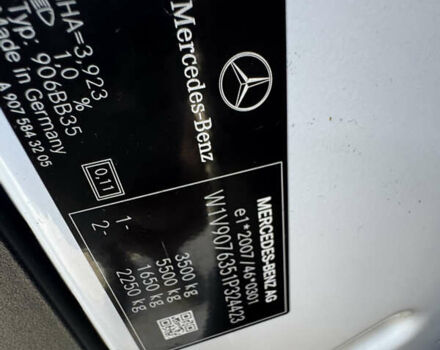 MERCEDES-BENZ AG
e1*2007/46*0301
W1V9076351P324423
3500 kg
5500 kg
1- 1650 kg
2- 2250 kg
Mercedes-Benz
0,11
HA=3,923
1.0 %
Typ: 906BB35
Made in Germany
A 907 584 32 05